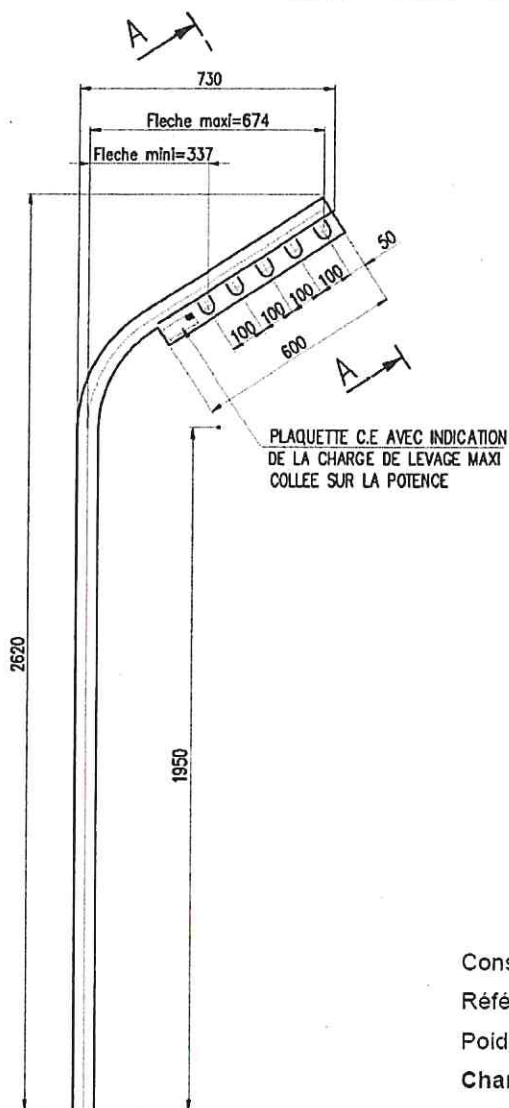 A
730
Fleche maxi=674
Fleche mini=337
50
100
100
100
100
600
A
PLAQUETTE C.E AVEC INDICATION
DE LA CHARGE DE LEVAGE MAXI
COLLEE SUR LA POTENCE
2620
1950
Cons
Réfé
Poid
Char